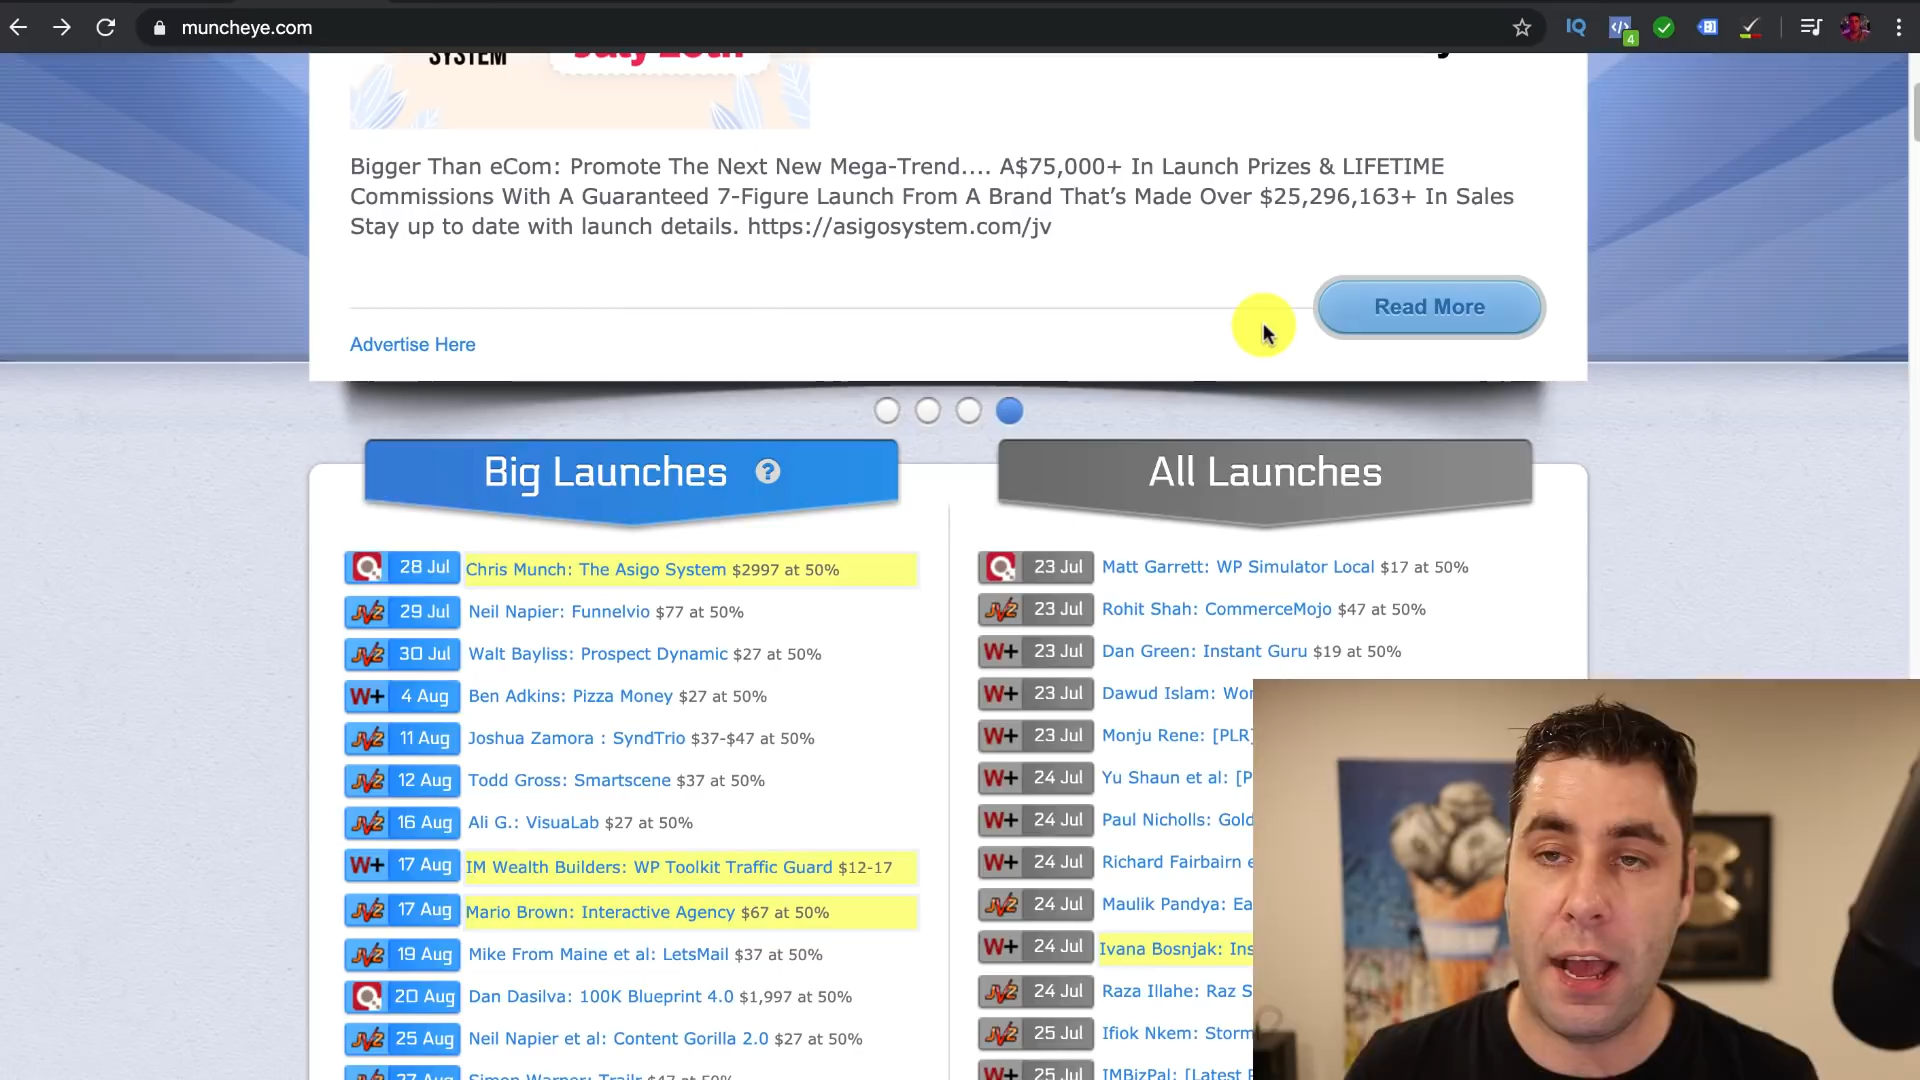 muncheye.com
4
SYSTEM
Bigger Than eCom: Promote The Next New Mega-Trend.... A$75,000+ In Launch Prizes & LIFETIME
Commissions With A Guaranteed 7-Figure Launch From A Brand That's Made Over $25,296,163+ In Sales
Stay up to date with launch details. https://asigosystem.com/jv
Read More
Advertise Here
Big Launches ?
28 Jul Chris Munch: The Asigo System $2997 at 50%
29 Jul Neil Napier: Funnelvio $77 at 50%
30 Jul Walt Bayliss: Prospect Dynamic $27 at 50%
W+ 4 Aug Ben Adkins: Pizza Money $27 at 50%
11 Aug Joshua Zamora : SyndTrio $37-$47 at 50%
12 Aug Todd Gross: Smartscene $37 at 50%
16 Aug Ali G.: VisuaLab $27 at 50%
W+ 17 Aug IM Wealth Builders: WP Toolkit Traffic Guard $12-17
17 Aug Mario Brown: Interactive Agency $67 at 50%
19 Aug Mike From Maine et al: LetsMail $37 at 50%
20 Aug Dan Dasilva: 100K Blueprint 4.0 $1,997 at 50%
25 Aug Neil Napier et al: Content Gorilla 2.0 $27 at 50%
All Launches
23 Jul Matt Garrett: WP Simulator Local $17 at 50%
23 Jul Rohit Shah: CommerceMojo $47 at 50%
W+ 23 Jul Dan Green: Instant Guru $19 at 50%
W+ 23 Jul Dawud Islam: Wor
W+ 23 Jul Monju Rene: [PLR]
W+ 24 Jul Yu Shaun et al: [P
W+ 24 Jul Paul Nicholls: Gold
W+ 24 Jul Richard Fairbairn e
24 Jul Maulik Pandya: Ea
W+ 24 Jul Ivana Bosnjak: Ins
24 Jul Raza Illahe: Raz S
25 Jul Ifiok Nkem: Storm
W+ 25 Jul IMBizPal: [Latest